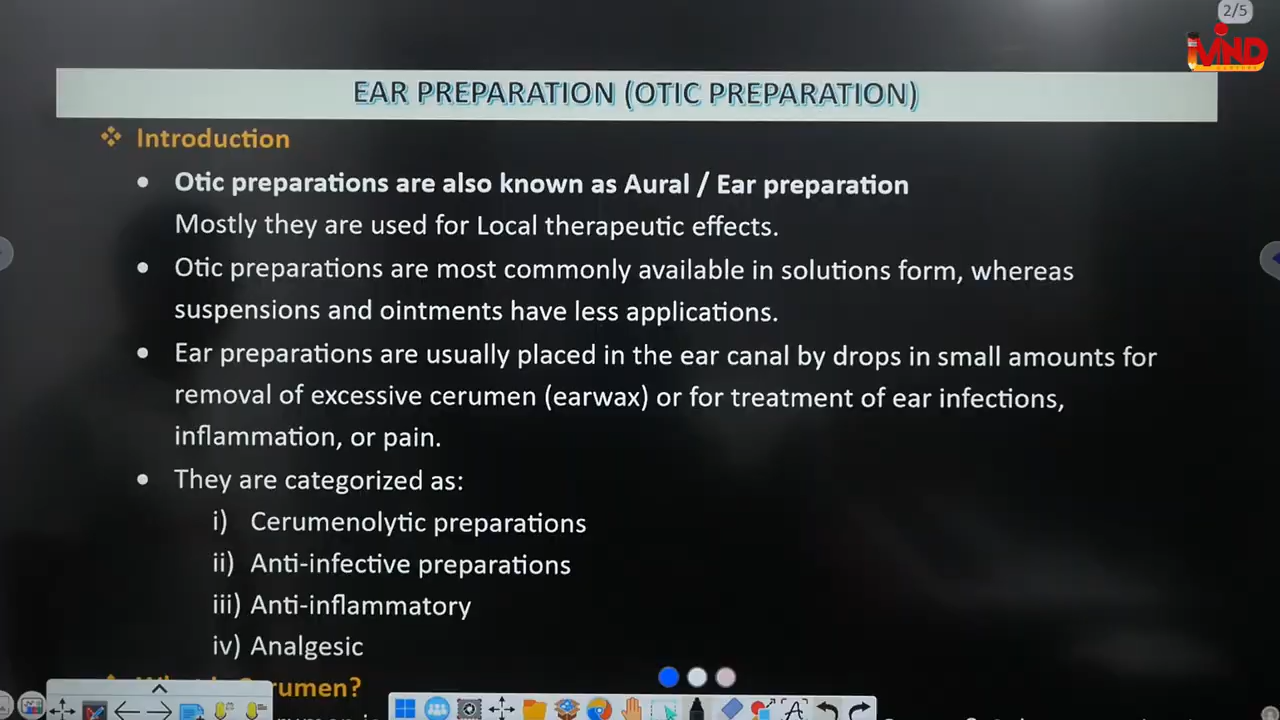 2/5
MIND
EAR PREPARATION (OTIC PREPARATION)
Introduction
Otic preparations are also known as Aural / Ear preparation
Mostly they are used for Local therapeutic effects.
Otic preparations are most commonly available in solutions form, whereas
suspensions and ointments have less applications.
Ear preparations are usually placed in the ear canal by drops in small amounts for
removal of excessive cerumen (earwax) or for treatment of ear infections,
inflammation, or pain.
They are categorized as:
i) Cerumenolytic preparations
ii) Anti-infective preparations
iii) Anti-inflammatory
iv) Analgesic